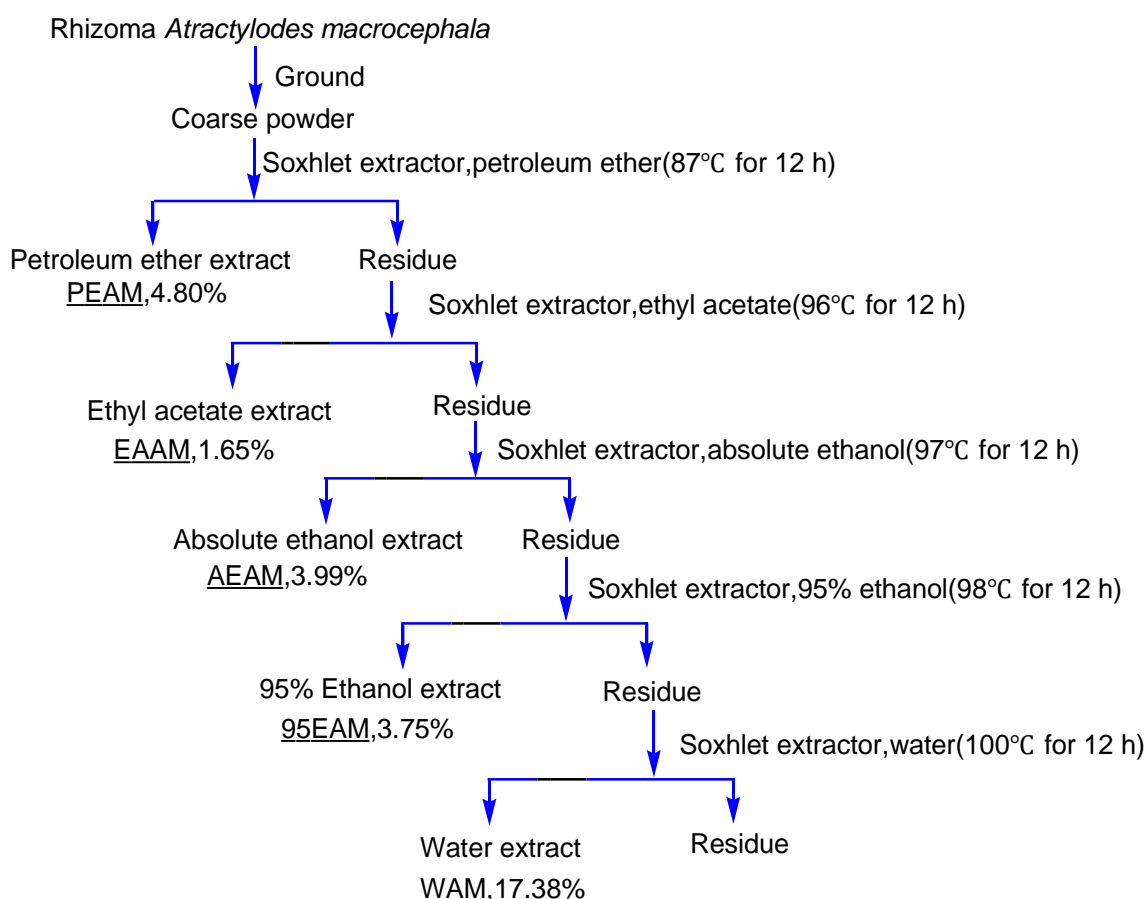 Rhizoma Atractylodes macrocephala
Ground
Coarse powder
Soxhlet extractor,petroleum ether(87℃ for 12 h)
Petroleum ether extract
PEAM,4.80%
Residue
Soxhlet extractor,ethyl acetate(96℃ for 12 h)
Ethyl acetate extract
EAAM,1.65%
Residue
Soxhlet extractor,absolute ethanol(97℃ for 12 h)
Absolute ethanol extract
AEAM,3.99%
Residue
Soxhlet extractor,95% ethanol(98℃ for 12 h)
95% Ethanol extract
95EAM,3.75%
Residue
Soxhlet extractor,water(100℃ for 12 h)
Water extract
WAM,17.38%
Residue